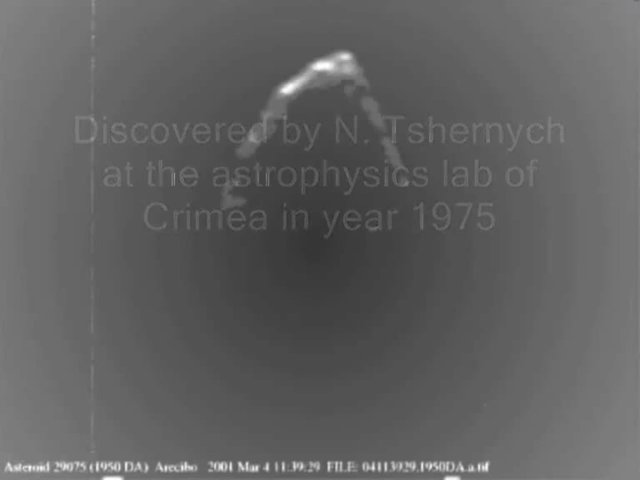 Discovered by N. Tshernych
at the astrophysics lab of
Crimea in year 1975
Asteroid 29075 (1950 DA) Arecibo 2001 Mar 4 11:39:29 FILE: 04113929.1950DA.a.tif